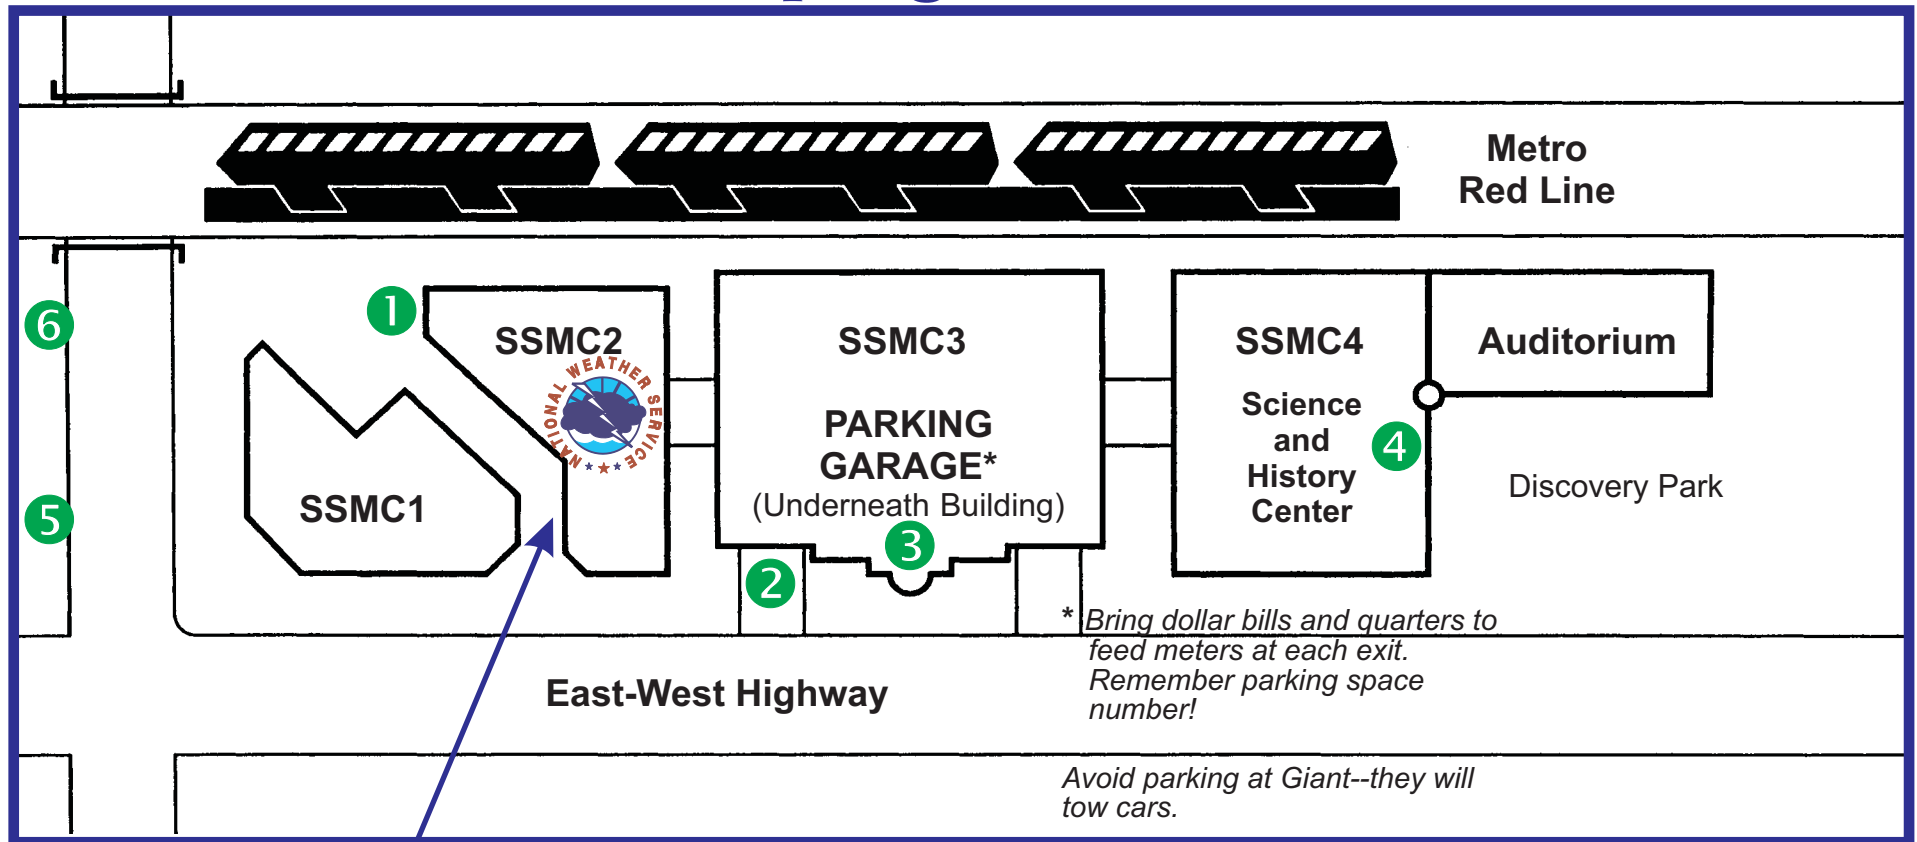 Metro
Red Line
6
1
SSMC2
SSMC3
SSMC4
Auditorium
NATIONAL WEATHER SERVICE
PARKING
GARAGE*
(Underneath Building)
Science
and
History
Center
4
Discovery Park
SSMC1
5
3
2
* Bring dollar bills and quarters to
feed meters at each exit.
Remember parking space
number!
East-West Highway
Avoid parking at Giant--they will
tow cars.